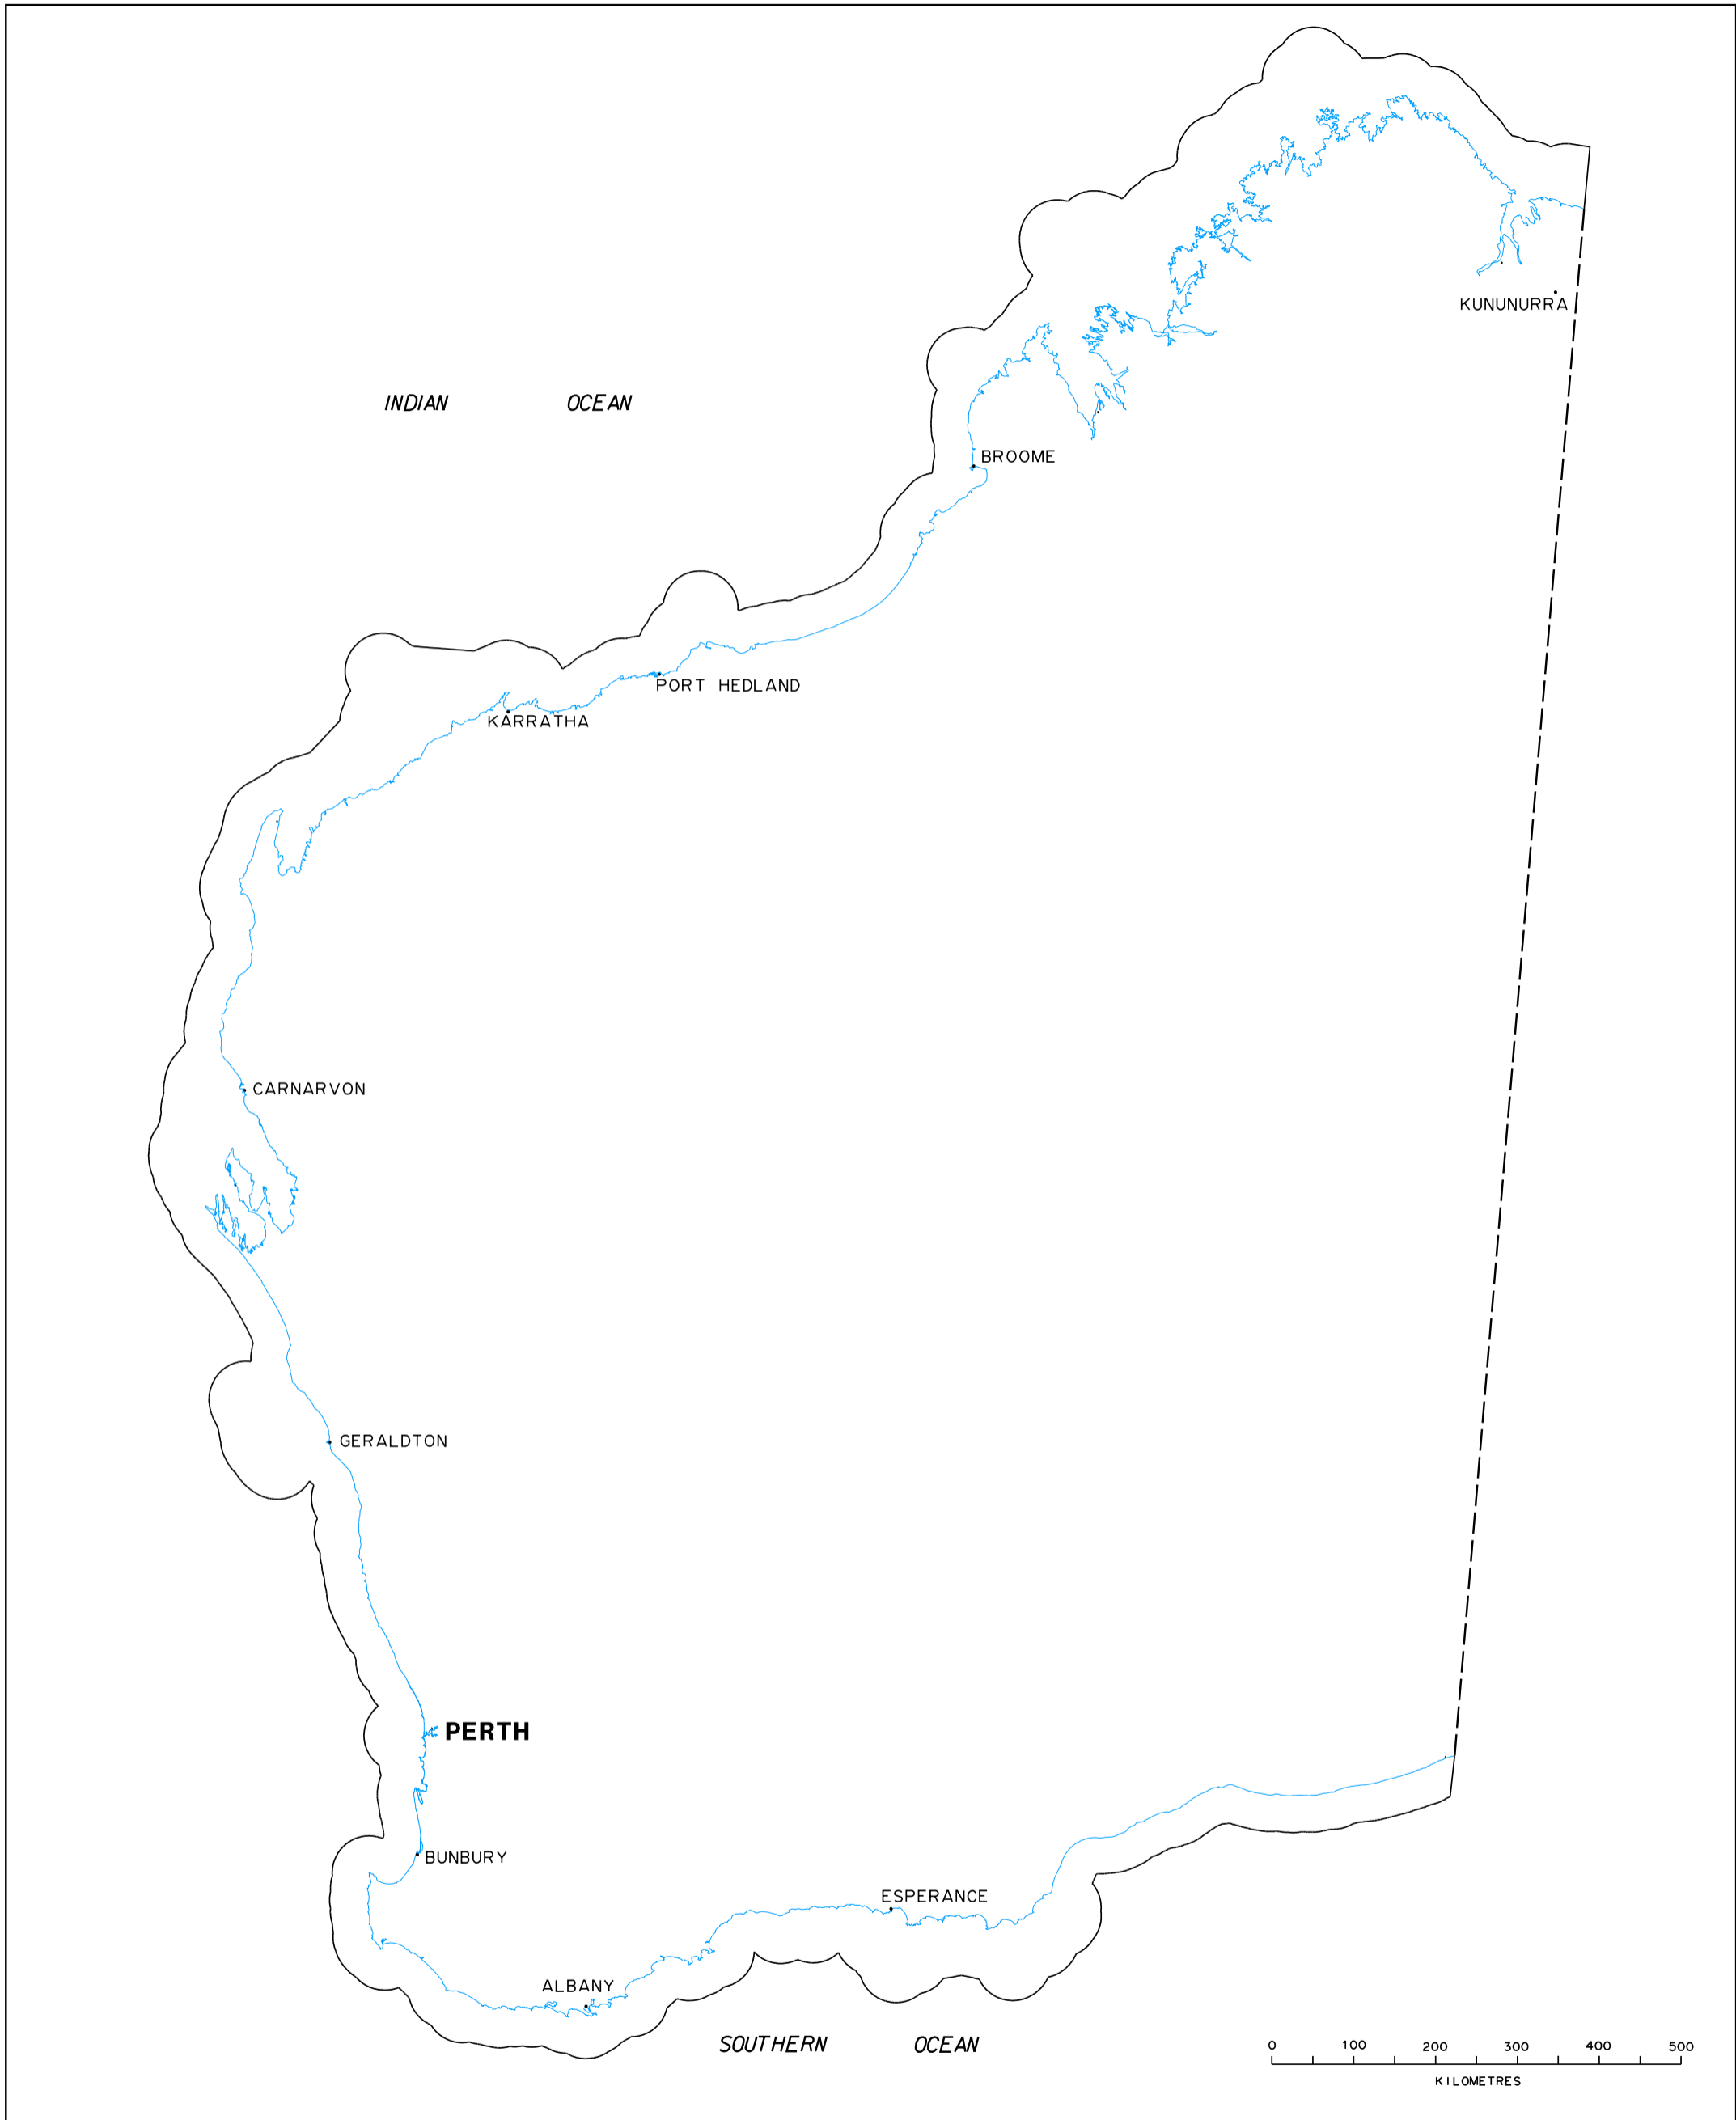 KUNUNURRA
INDIAN OCEAN
BROOME
PORT HEDLAND
KARRATHA
CARNARVON
GERALDTON
PERTH
BUNBURY
ESPERANCE
ALBANY
SOUTHERN OCEAN
0 100 200 300 400 500
KILOMETRES